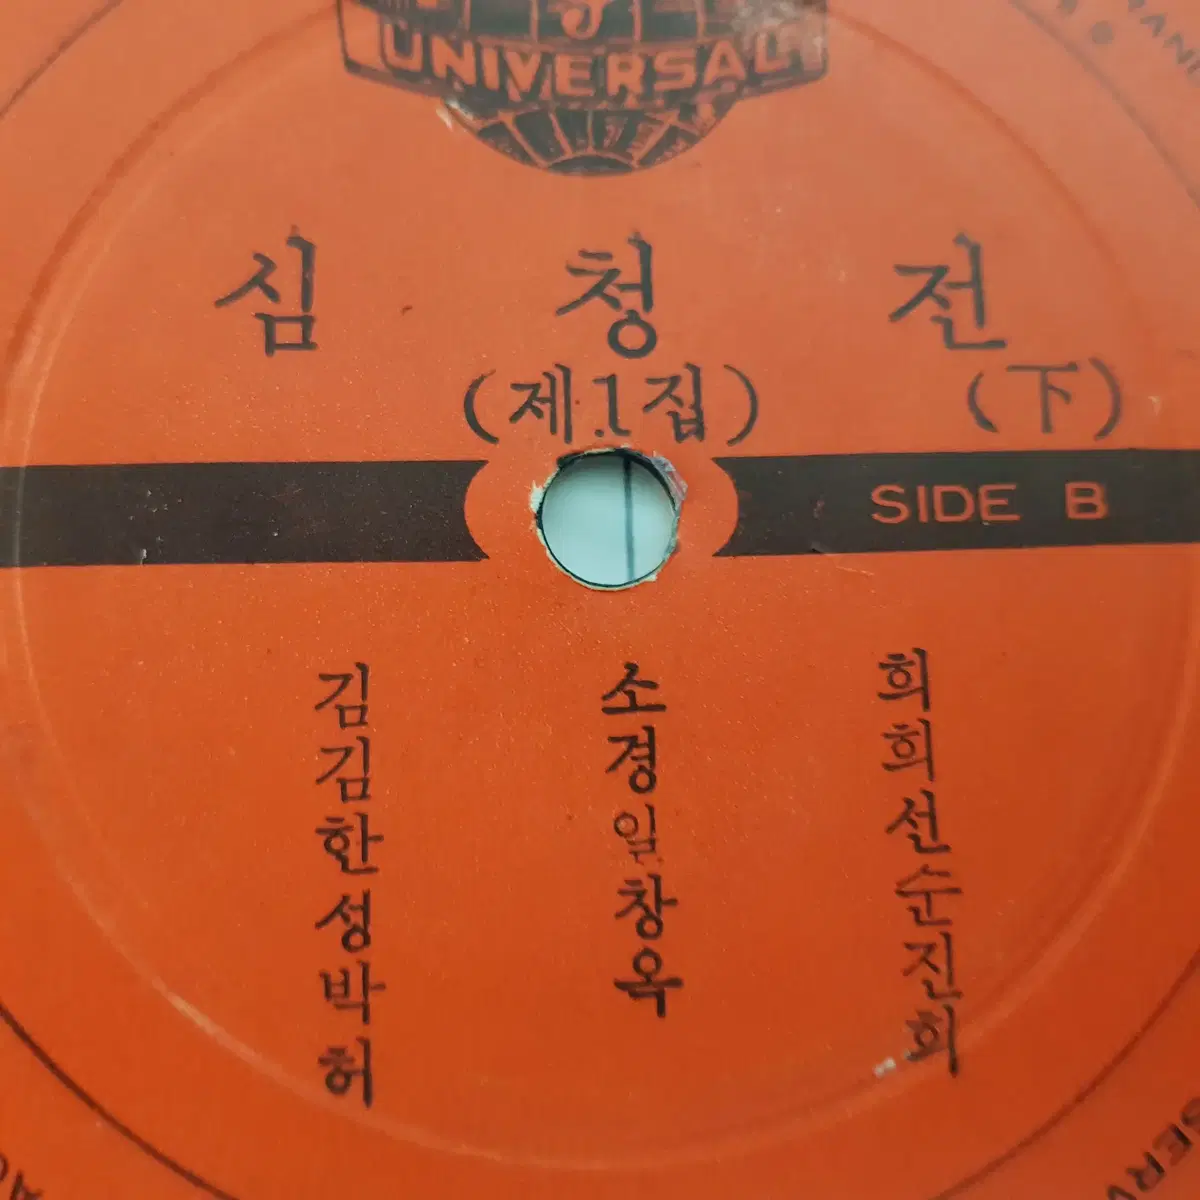 UNIVERSAL
심 청 전
(제1집) (下)
SIDE B
김 소 희
김 경 희
한 임 선
성 창 순
박 옥 진
허 희